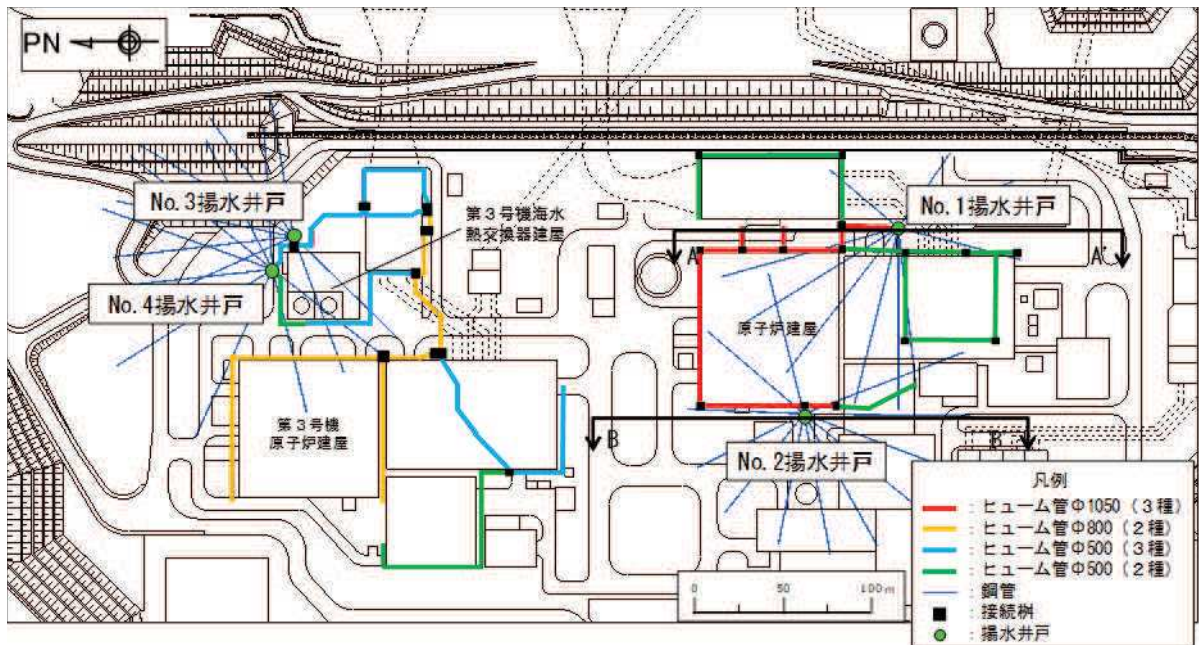 PN
No.3揚水井戸
第3号機海水
熱交換器建屋
No.1揚水井戸
A
A'
No.4揚水井戸
原子炉建屋
第3号機
原子炉建屋
B
B'
No.2揚水井戸
凡例
：ヒューム管Φ1050（3種）
：ヒューム管Φ800（2種）
：ヒューム管Φ500（3種）
：ヒューム管Φ500（2種）
：鋼管
：接続桝
：揚水井戸
0 50 100m